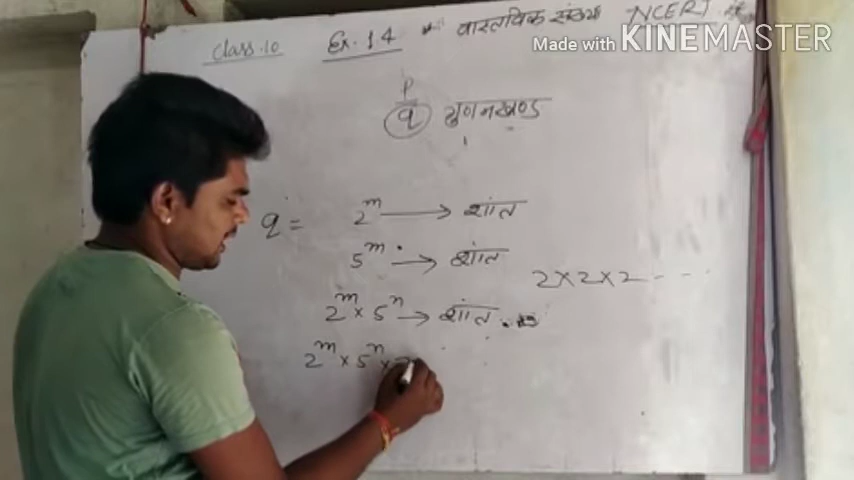 Class.10 Ex. 1.4 वास्तविक संख्या NCERT
Made with KINEMASTER
p
q गुणनखण्ड
q = 2^m → शांत
5^m → शांत
2×2×2----
2^m × 5^n → शांत
2^m × 5^n ×